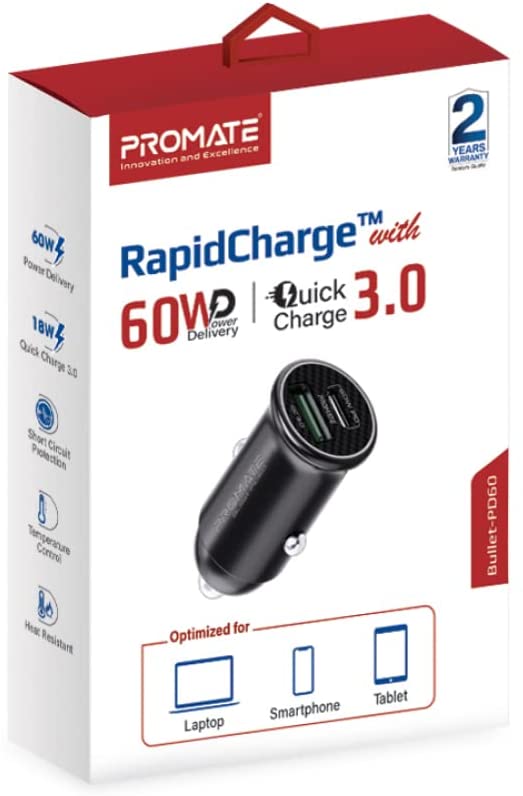 PROMATE®
Innovation and Excellence
2
YEARS
WARRANTY
RapidCharge™ with
60W Power Delivery
Quick Charge 3.0
PROMATE
Bullet-PD60
60W
Power Delivery
18W
Quick Charge 3.0
Short Circuit
Protection
Temperature
Control
Heat Resistant
Optimized for
Laptop
Smartphone
Tablet